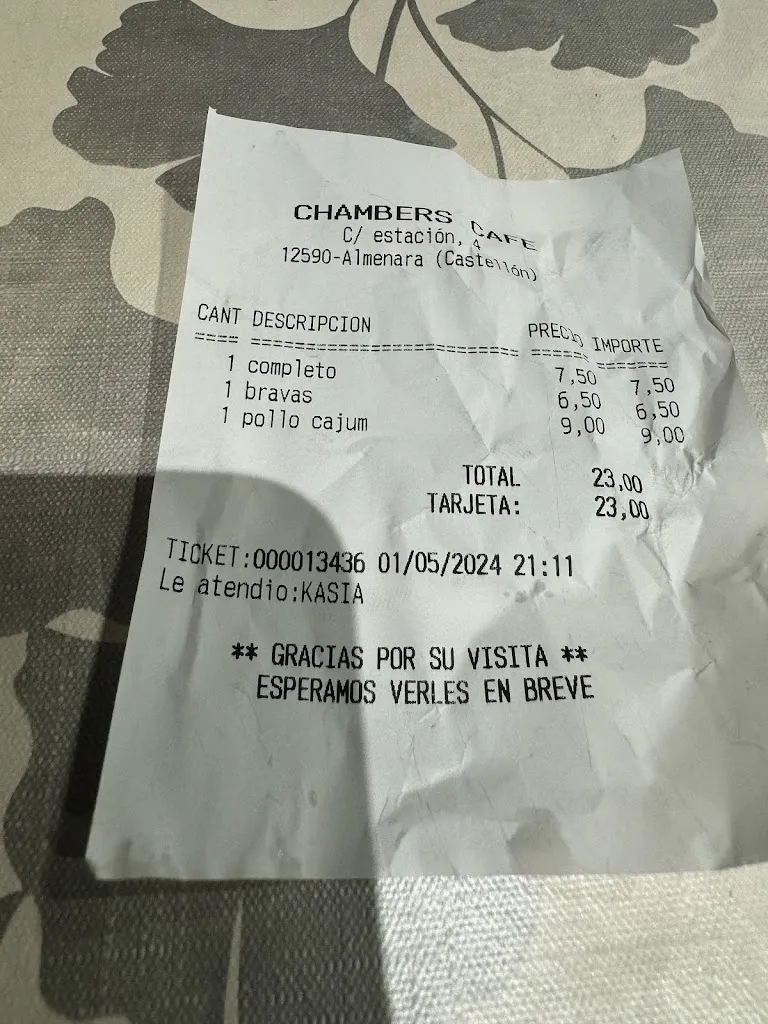 CHAMBERS CAFE
C/ estación, 4
12590-Almenara (Castellón)
CANT DESCRIPCION PRECIO IMPORTE
==== ========================= ====== =======
1 completo 7,50 7,50
1 bravas 6,50 6,50
1 pollo cajum 9,00 9,00
TOTAL 23,00
TARJETA: 23,00
TICKET:000013436 01/05/2024 21:11
Le atendio:KASIA
** GRACIAS POR SU VISITA **
ESPERAMOS VERLES EN BREVE